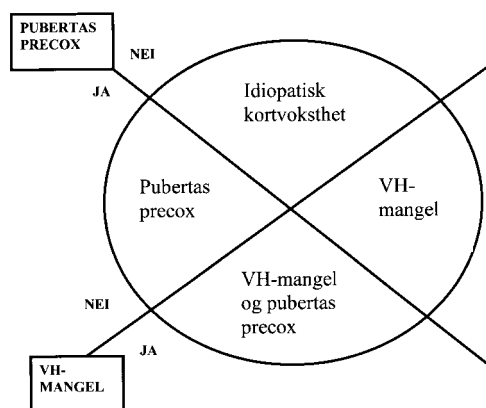 PUBERTAS
PRECOX
NEI
JA
Idiopatisk
kortvoksthet
Pubertas
precox
VH-
mangel
VH-mangel
og pubertas
precox
NEI
JA
VH-
MANGEL